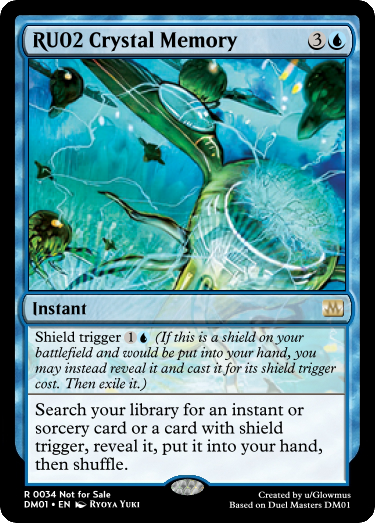 RU02 Crystal Memory 3
Instant
Shield trigger 1 (If this is a shield on your
battlefield and would be put into your hand, you
may instead reveal it and cast it for its shield trigger
cost. Then exile it.)
Search your library for an instant or
sorcery card or a card with shield
trigger, reveal it, put it into your hand,
then shuffle.
R 0034 Not for Sale
DM01 • EN Ryoya Yuki
Created by u/Glowmus
Based on Duel Masters DM01